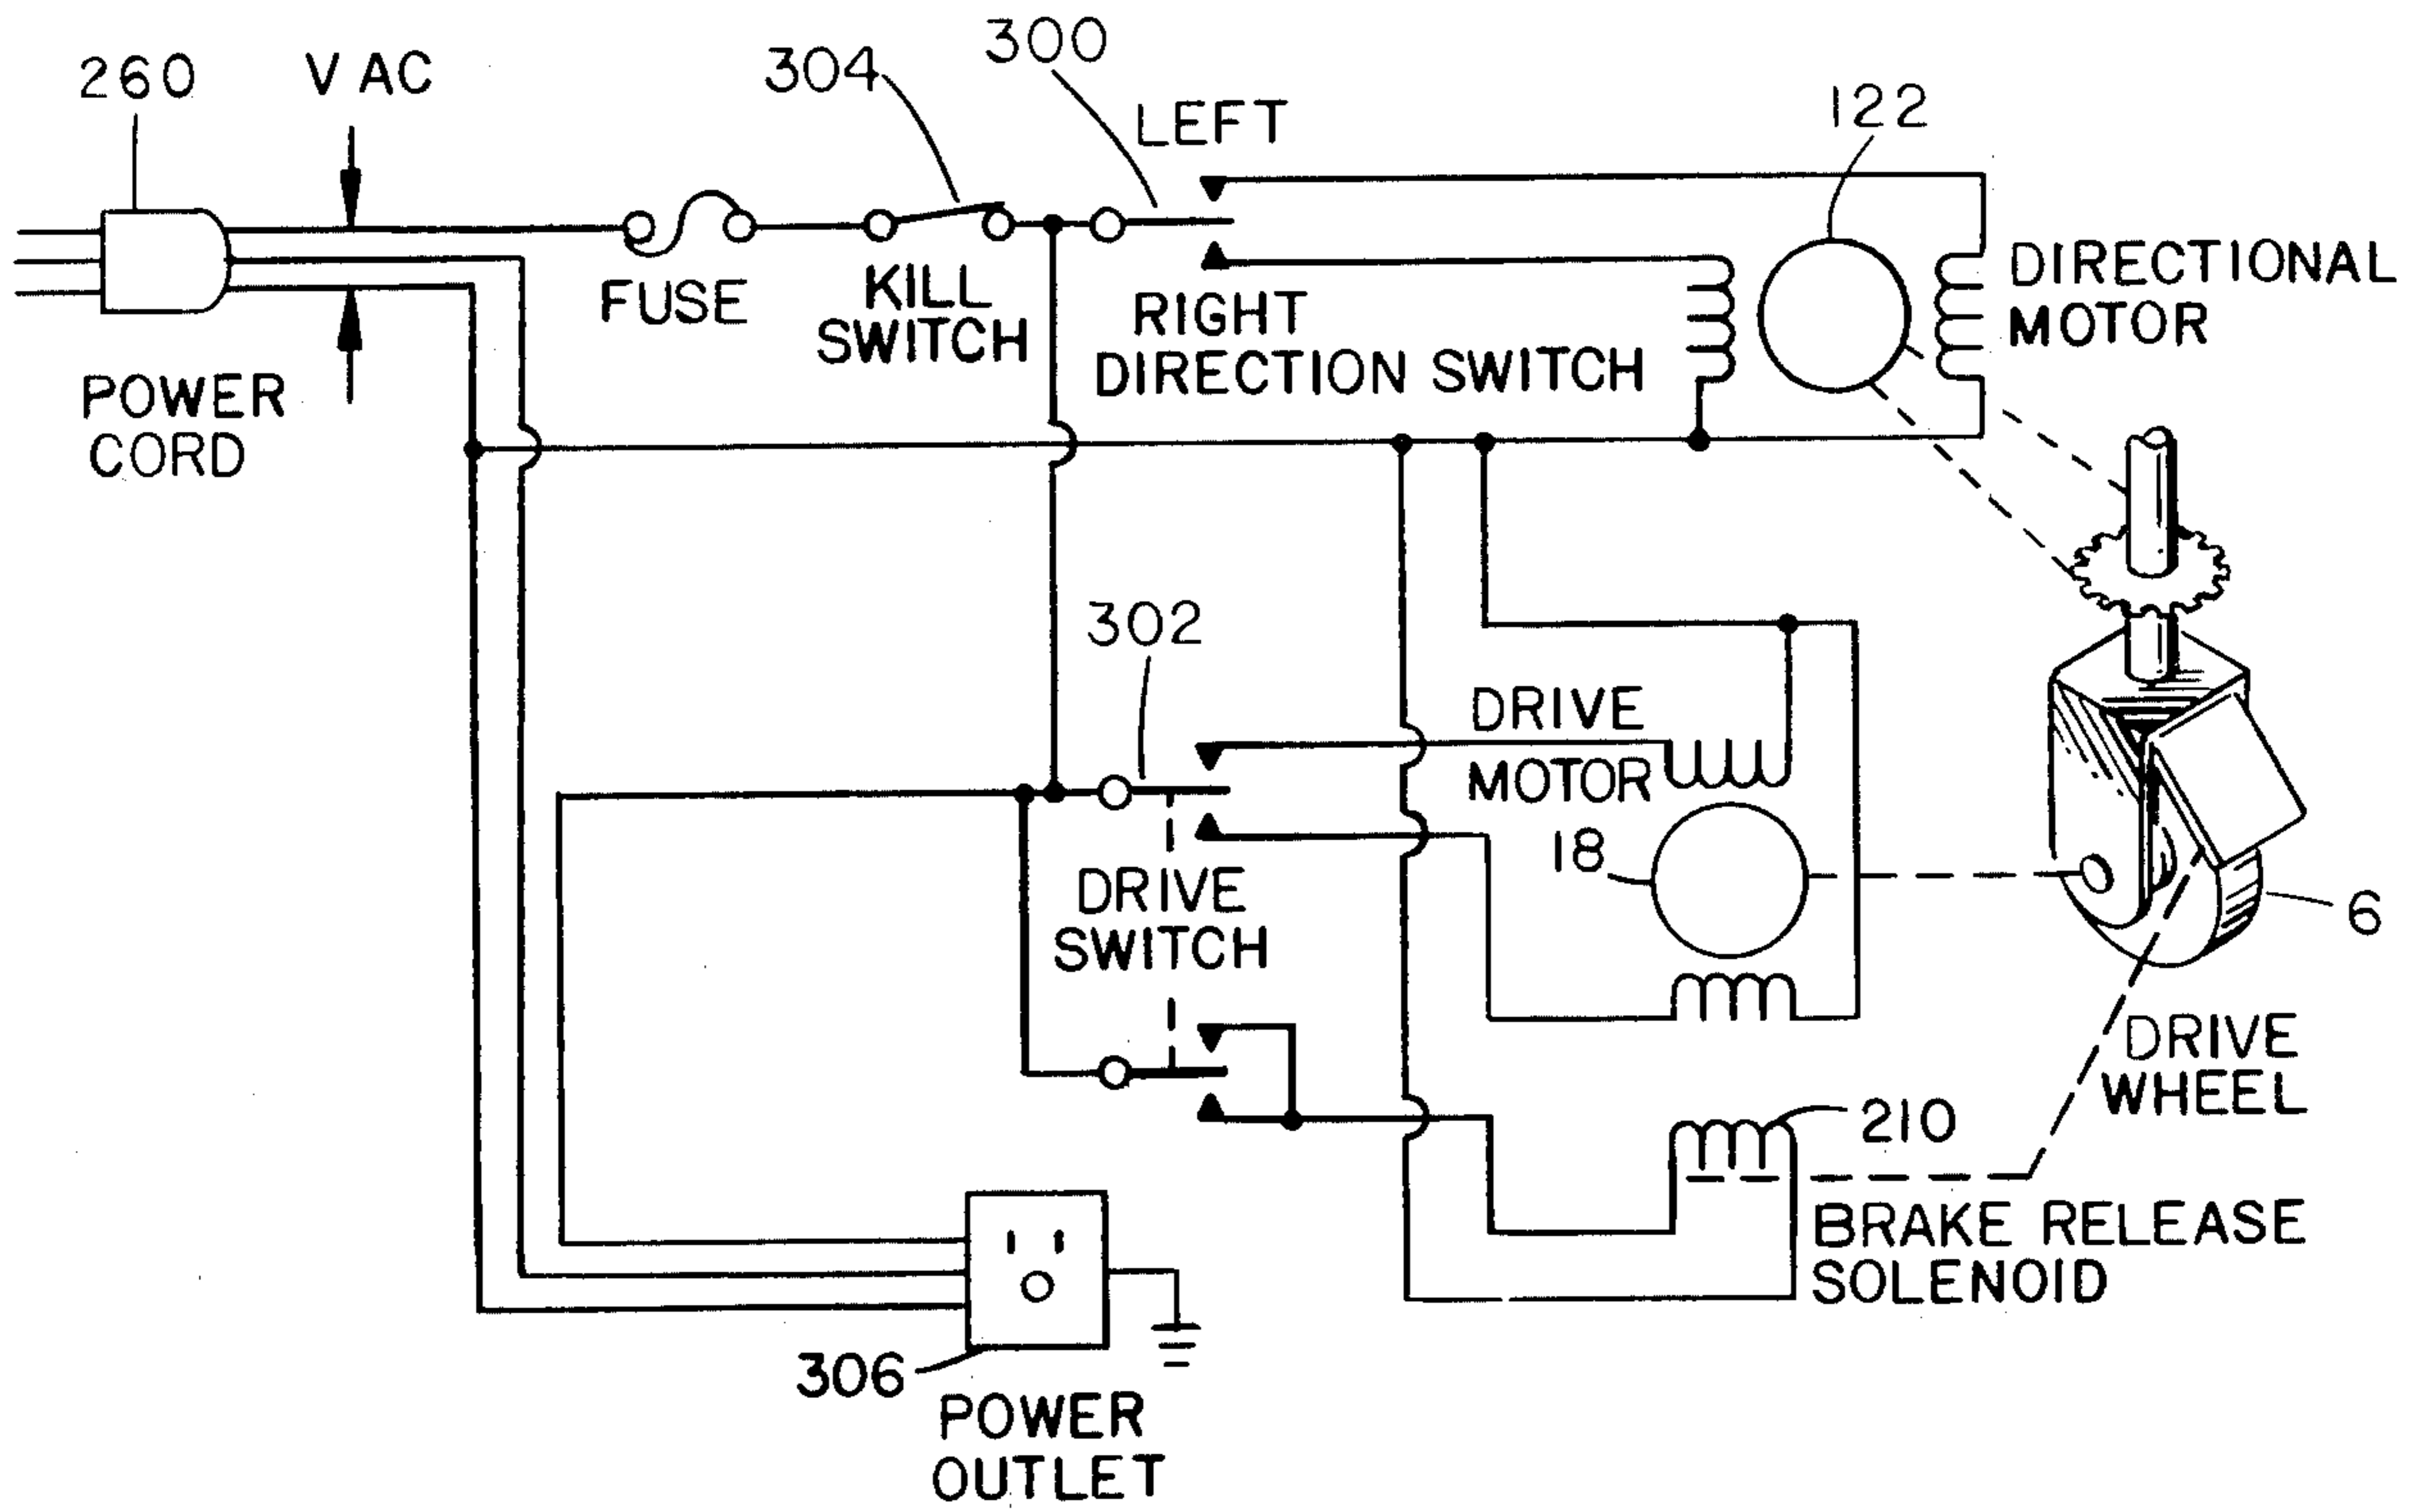 260
V AC
304
300
LEFT
122
FUSE
KILL
SWITCH
RIGHT
DIRECTION SWITCH
DIRECTIONAL
MOTOR
POWER
CORD
302
DRIVE
MOTOR
18
DRIVE
SWITCH
6
DRIVE
WHEEL
210
BRAKE RELEASE
SOLENOID
306
POWER
OUTLET